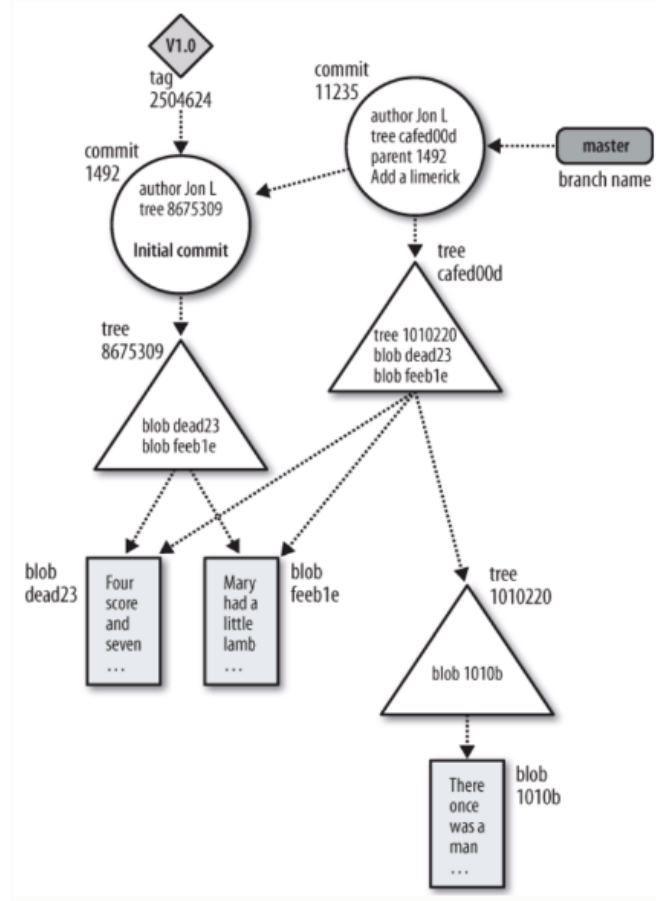 V1.0
tag
2504624
commit
1492
author Jon L
tree 8675309
Initial commit
commit
11235
author Jon L
tree cafed00d
parent 1492
Add a limerick
master
branch name
tree
8675309
blob dead23
blob feeb1e
tree
cafed00d
tree 1010220
blob dead23
blob feeb1e
blob
dead23
Four
score
and
seven
...
Mary
had a
little
lamb
...
blob
feeb1e
tree
1010220
blob 1010b
There
once
was a
man
...
blob
1010b